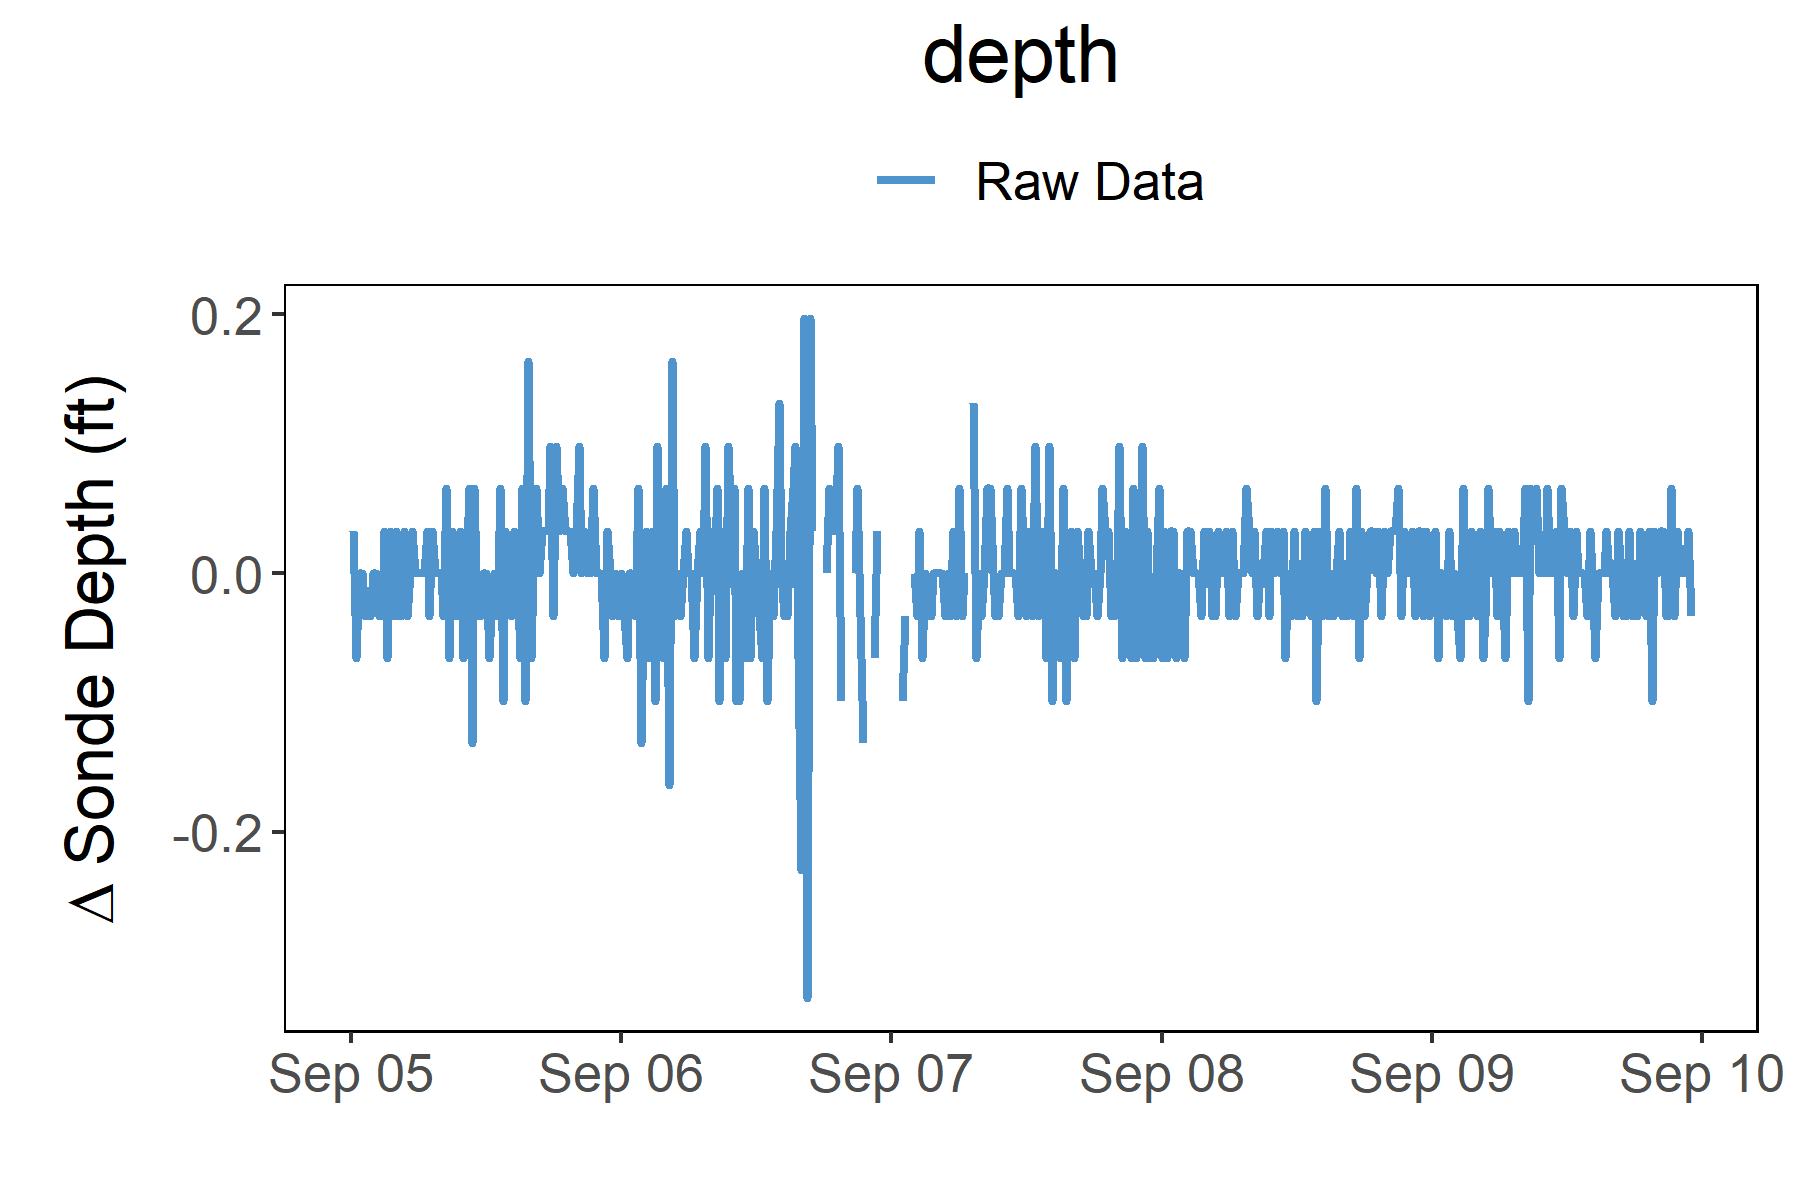 depth
Raw Data
Δ Sonde Depth (ft)
0.2
0.0
-0.2
Sep 05 Sep 06 Sep 07 Sep 08 Sep 09 Sep 10